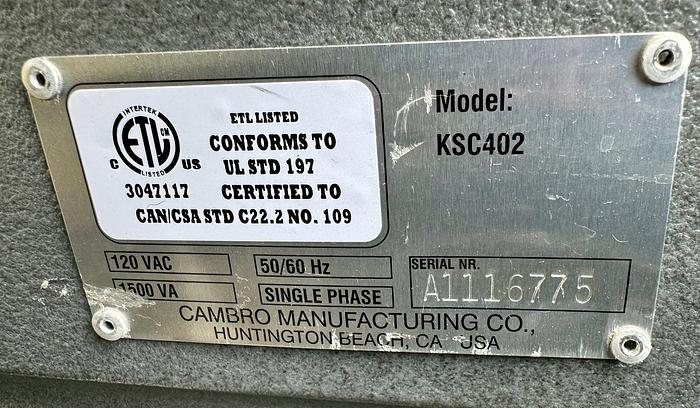 INTERTEK
ETL CM
LISTED
C US
3047117
ETL LISTED
CONFORMS TO
UL STD 197
CERTIFIED TO
CAN/CSA STD C22.2 NO. 109
Model:
KSC402
120 VAC
50/60 Hz
1500 VA
SINGLE PHASE
SERIAL NR.
A1116775
CAMBRO MANUFACTURING CO.,
HUNTINGTON BEACH, CA USA